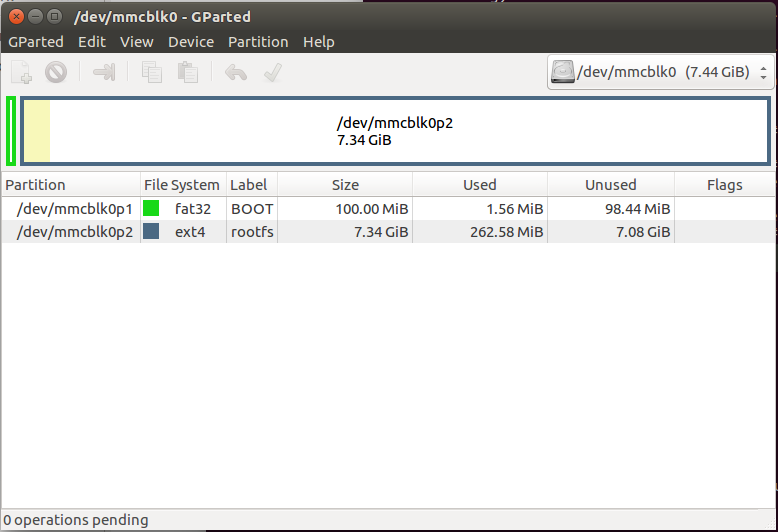 /dev/mmcblk0 - GParted
GParted Edit View Device Partition Help
/dev/mmcblk0 (7.44 GiB)
/dev/mmcblk0p2
7.34 GiB
Partition File System Label Size Used Unused Flags
/dev/mmcblk0p1 fat32 BOOT 100.00 MiB 1.56 MiB 98.44 MiB
/dev/mmcblk0p2 ext4 rootfs 7.34 GiB 262.58 MiB 7.08 GiB
0 operations pending